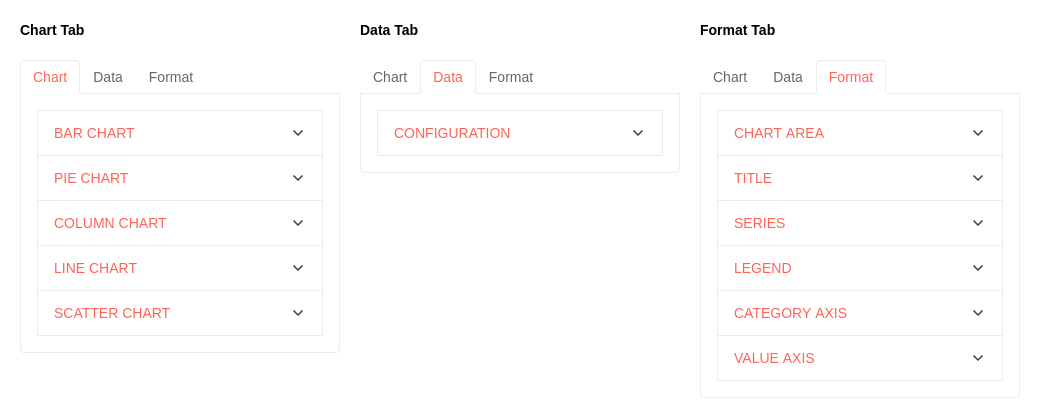 Chart Tab
Chart Data Format
BAR CHART
PIE CHART
COLUMN CHART
LINE CHART
SCATTER CHART
Data Tab
Chart Data Format
CONFIGURATION
Format Tab
Chart Data Format
CHART AREA
TITLE
SERIES
LEGEND
CATEGORY AXIS
VALUE AXIS